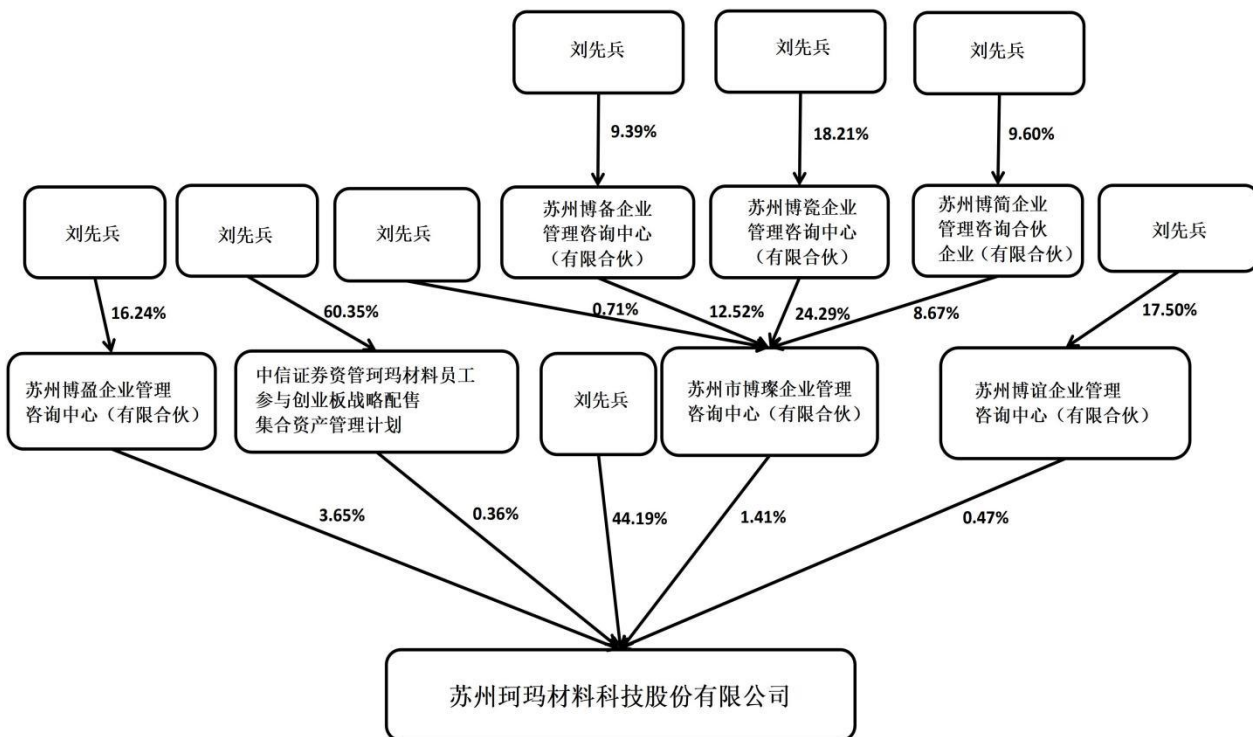 刘先兵
刘先兵
刘先兵
9.39%
18.21%
9.60%
刘先兵
刘先兵
刘先兵
苏州博备企业
管理咨询中心
（有限合伙）
苏州博瓷企业
管理咨询中心
（有限合伙）
苏州博简企业
管理咨询合伙
企业（有限合伙）
刘先兵
16.24%
60.35%
0.71%
12.52%
24.29%
8.67%
17.50%
苏州博盈企业管理
咨询中心（有限合伙）
中信证券资管珂玛材料员工
参与创业板战略配售
集合资产管理计划
刘先兵
苏州市博璨企业管理
咨询中心（有限合伙）
苏州博谊企业管理
咨询中心（有限合伙）
3.65%
0.36%
44.19%
1.41%
0.47%
苏州珂玛材料科技股份有限公司